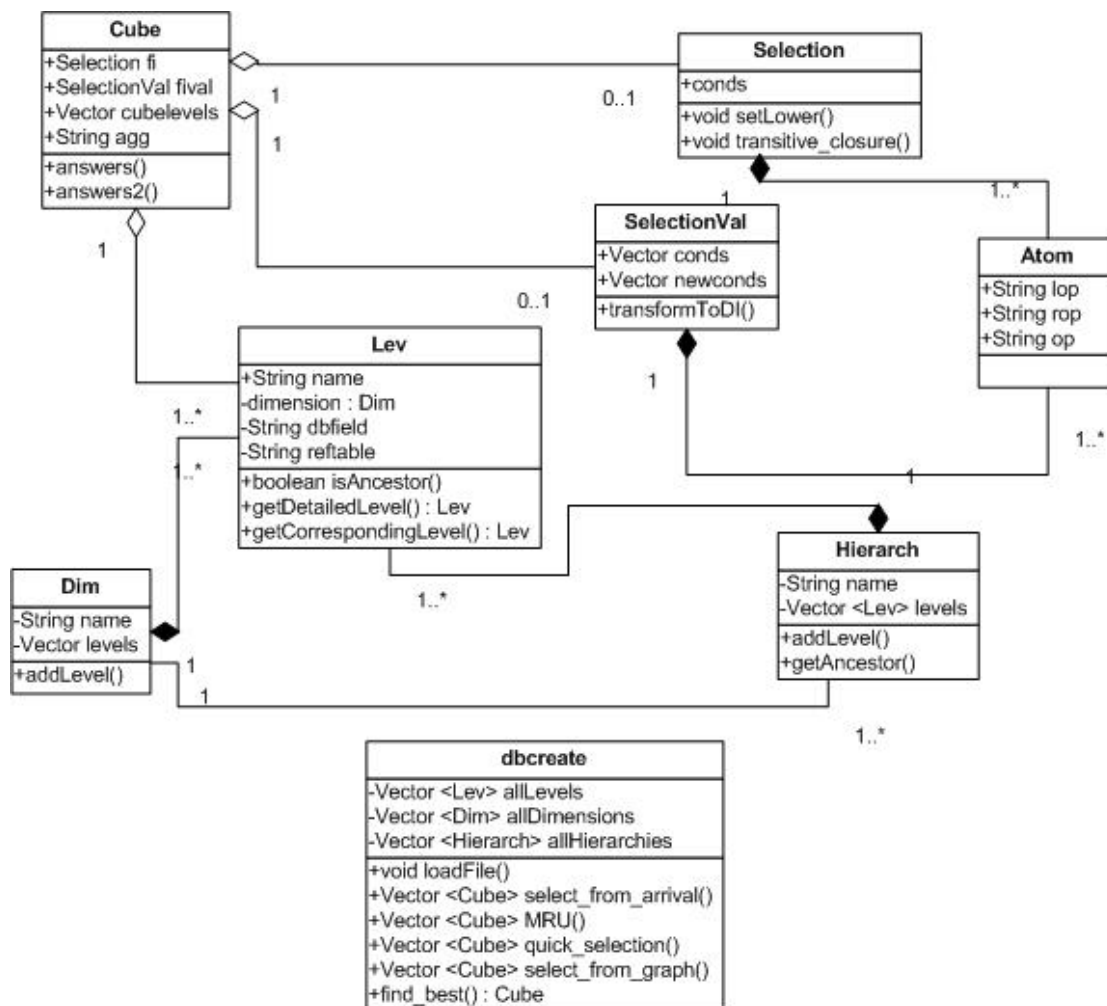 Cube
+Selection fi
+SelectionVal fival
+Vector cubelevels
+String agg
+answers()
+answers2()
1
1
1
Selection
+conds
+void setLower()
+void transitive_closure()
0..1
1
1..*
SelectionVal
+Vector conds
+Vector newconds
+transformToDI()
0..1
1
Atom
+String lop
+String rop
+String op
1..*
1
Lev
+String name
-dimension : Dim
-String dbfield
-String reftable
+boolean isAncestor()
+getDetailedLevel() : Lev
+getCorrespondingLevel() : Lev
1..*
1..*
1..*
Dim
-String name
-Vector levels
+addLevel()
1
1
Hierarch
-String name
-Vector <Lev> levels
+addLevel()
+getAncestor()
1..*
dbcreate
-Vector <Lev> allLevels
-Vector <Dim> allDimensions
-Vector <Hierarch> allHierarchies
+void loadFile()
+Vector <Cube> select_from_arrival()
+Vector <Cube> MRU()
+Vector <Cube> quick_selection()
+Vector <Cube> select_from_graph()
+find_best() : Cube